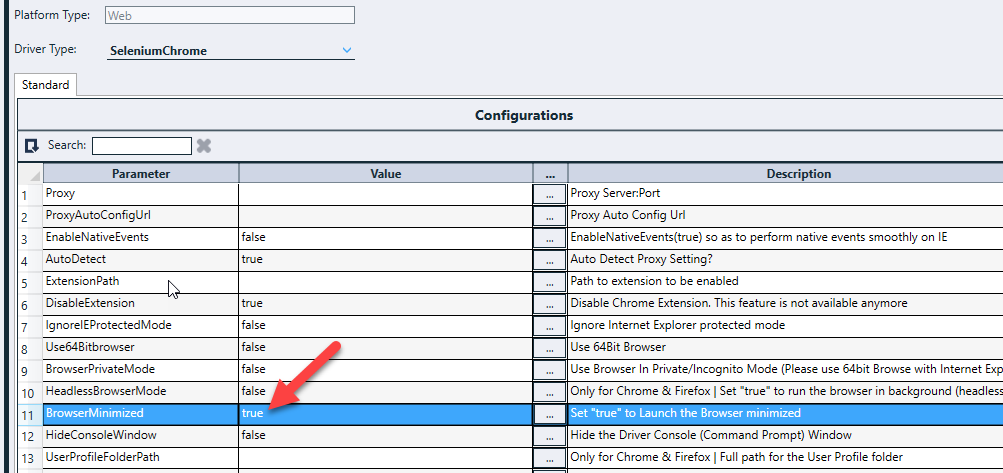 Platform Type: Web
Driver Type: SeleniumChrome
Standard
Configurations
Search:
Parameter Value ... Description
1 Proxy ... Proxy Server:Port
2 ProxyAutoConfigUrl ... Proxy Auto Config Url
3 EnableNativeEvents false ... EnableNativeEvents(true) so as to perform native events smoothly on IE
4 AutoDetect true ... Auto Detect Proxy Setting?
5 ExtensionPath ... Path to extension to be enabled
6 DisableExtension true ... Disable Chrome Extension. This feature is not available anymore
7 IgnoreIEProtectedMode false ... Ignore Internet Explorer protected mode
8 Use64Bitbrowser false ... Use 64Bit Browser
9 BrowserPrivateMode false ... Use Browser In Private/Incognito Mode (Please use 64bit Browse with Internet Exp
10 HeadlessBrowserMode false ... Only for Chrome & Firefox | Set "true" to run the browser in background (headless
11 BrowserMinimized true ... Set "true" to Launch the Browser minimized
12 HideConsoleWindow false ... Hide the Driver Console (Command Prompt) Window
13 UserProfileFolderPath ... Only for Chrome & Firefox | Full path for the User Profile folder